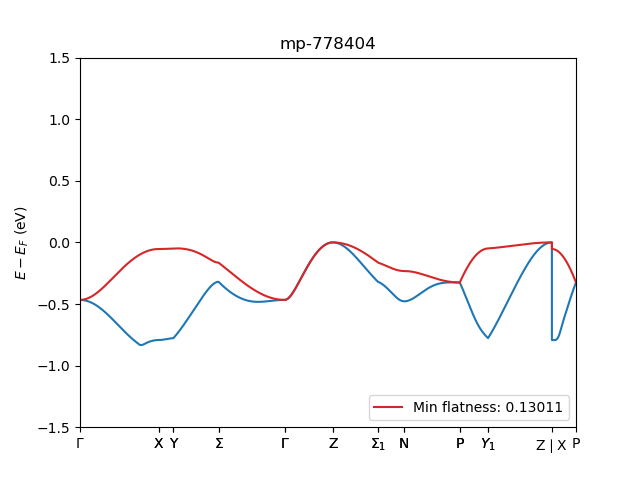 mp-778404
E − E_F (eV)
1.5
1.0
0.5
0.0
−0.5
−1.0
−1.5
Min flatness: 0.13011
Γ X Y Σ Γ Z Σ₁ N P Y₁ Z | X P